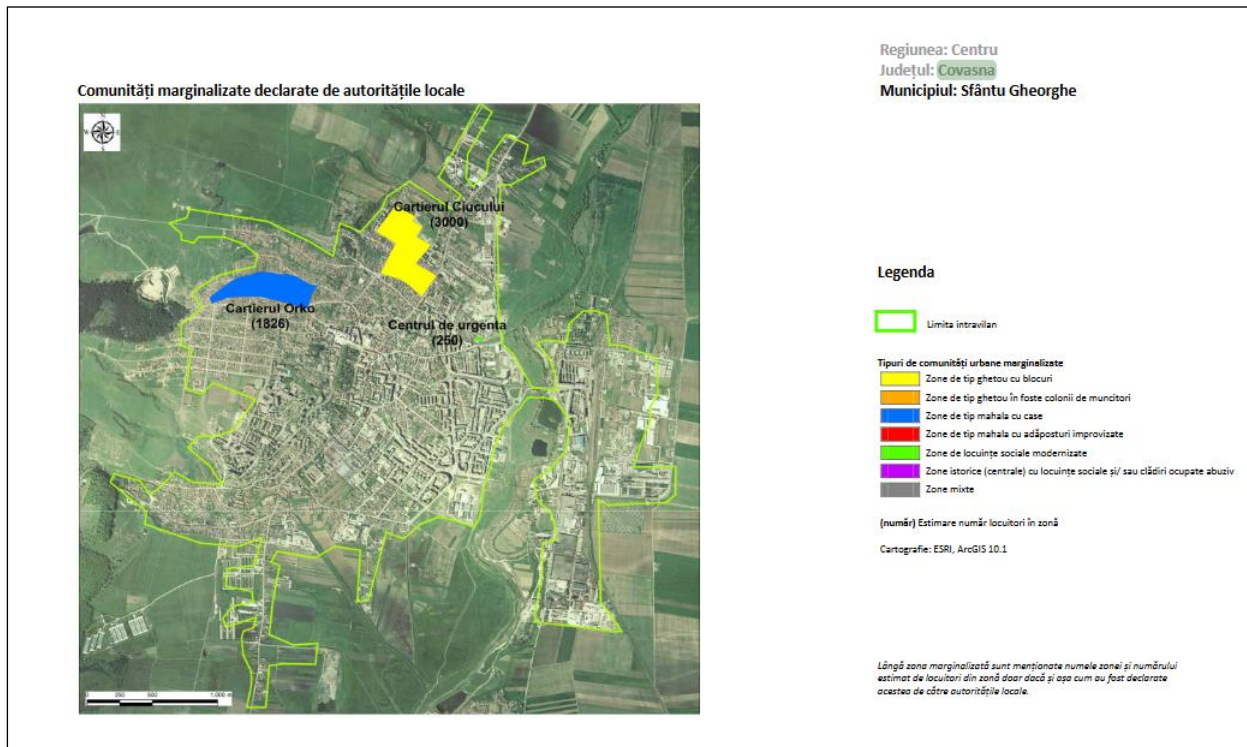 Regiunea: Centru
Județul: Covasna
Municipiul: Sfântu Gheorghe
Comunități marginalizate declarate de autoritățile locale
Cartierul Ciucului
(3000)
Cartierul Orko
(1826)
Centrul de urgenta
(250)
Legenda
Limita intravilan
Tipuri de comunități urbane marginalizate
Zone de tip ghetou cu blocuri
Zone de tip ghetou în foste colonii de muncitori
Zone de tip mahala cu case
Zone de tip mahala cu adăposturi improvizate
Zone de locuințe sociale modernizate
Zone istorice (centrale) cu locuințe sociale și/ sau clădiri ocupate abuziv
Zone mixte
(număr) Estimare număr locuitori în zonă
Cartografie: ESRI, ArcGIS 10.1
Lângă zona marginalizată sunt menționate numele zonei și numărului
estimat de locuitori din zonă doar dacă și așa cum au fost declarate
acestea de către autoritățile locale.
0 250 500 1,000 m